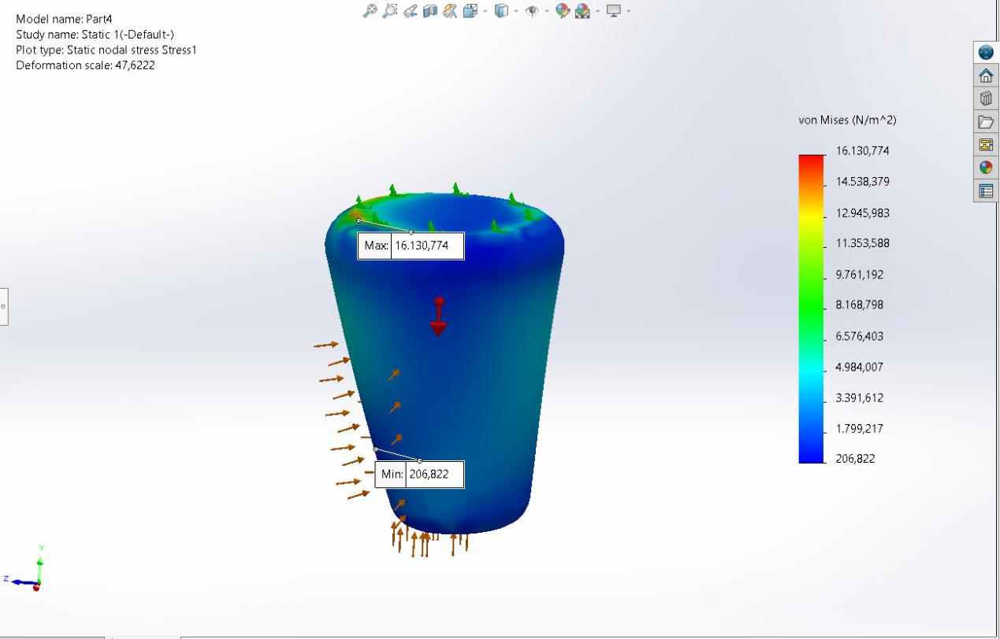 Model name: Part4
Study name: Static 1(-Default-)
Plot type: Static nodal stress Stress1
Deformation scale: 47,6222
von Mises (N/m^2)
16.130,774
14.538,379
12.945,983
11.353,588
9.761,192
8.168,798
6.576,403
4.984,007
3.391,612
1.799,217
206,822
Max: 16.130,774
Min: 206,822
Y
Z